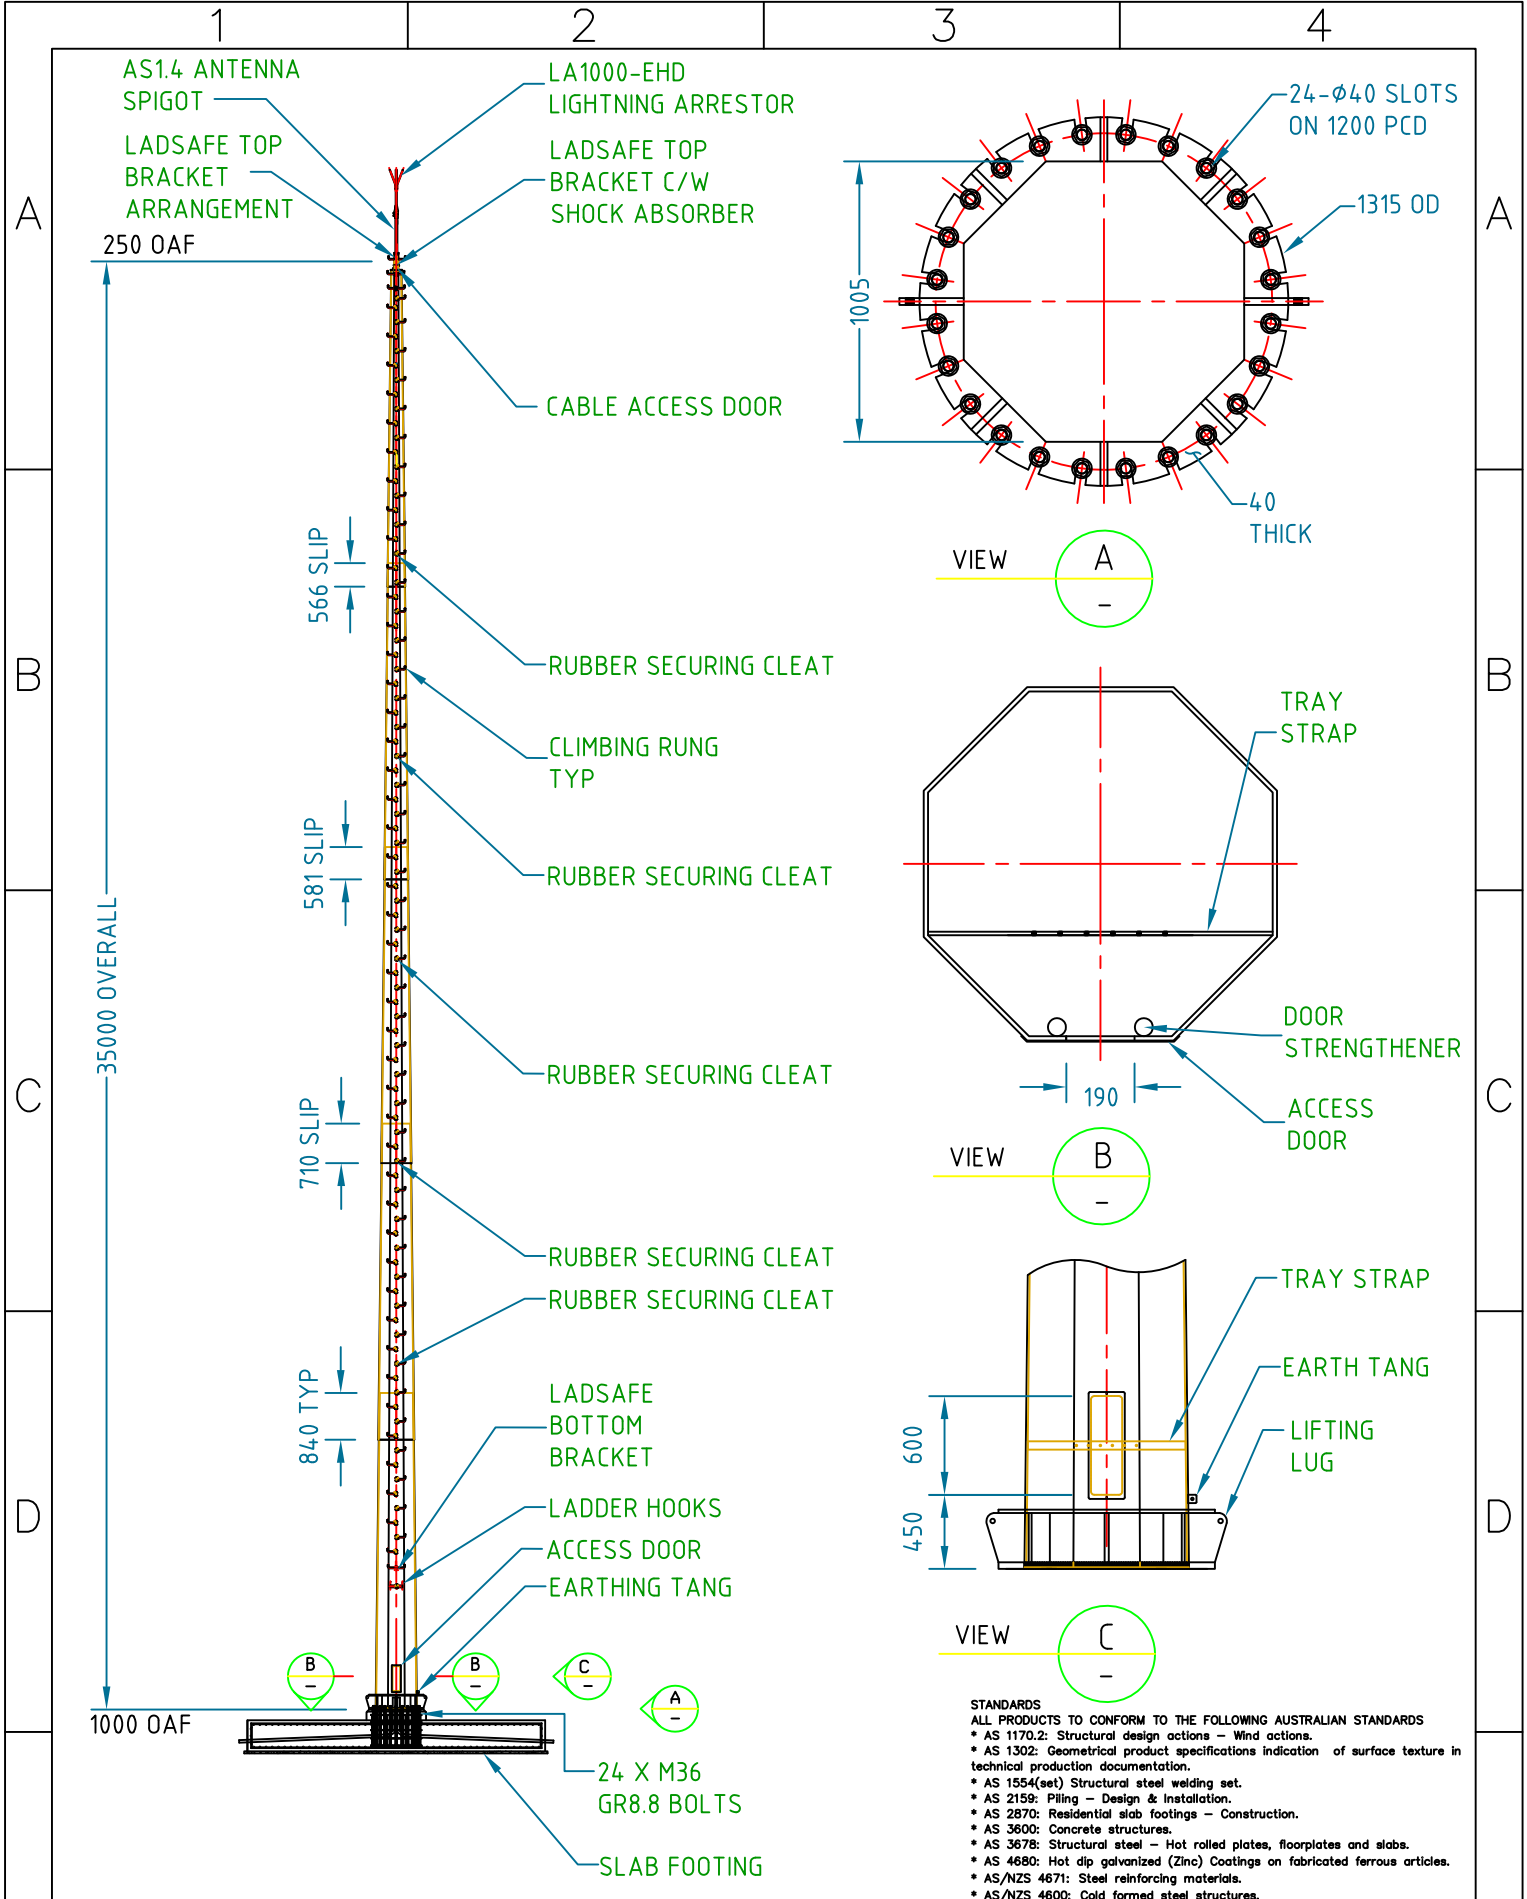 1
2
3
4
A
A
B
B
C
C
D
D
AS1.4 ANTENNA
SPIGOT
LADSAFE TOP
BRACKET
ARRANGEMENT
250 OAF
LA1000-EHD
LIGHTNING ARRESTOR
LADSAFE TOP
BRACKET C/W
SHOCK ABSORBER
CABLE ACCESS DOOR
566 SLIP
RUBBER SECURING CLEAT
CLIMBING RUNG
TYP
581 SLIP
RUBBER SECURING CLEAT
35000 OVERALL
RUBBER SECURING CLEAT
710 SLIP
RUBBER SECURING CLEAT
RUBBER SECURING CLEAT
840 TYP
LADSAFE
BOTTOM
BRACKET
LADDER HOOKS
ACCESS DOOR
EARTHING TANG
B
-
B
-
C
-
A
-
1000 OAF
24 X M36
GR8.8 BOLTS
SLAB FOOTING
24-Ø40 SLOTS
ON 1200 PCD
1315 OD
1005
40
THICK
VIEW
A
-
TRAY
STRAP
DOOR
STRENGTHENER
190
ACCESS
DOOR
VIEW
B
-
TRAY STRAP
EARTH TANG
LIFTING
LUG
600
450
VIEW
C
-
STANDARDS
ALL PRODUCTS TO CONFORM TO THE FOLLOWING AUSTRALIAN STANDARDS
* AS 1170.2: Structural design actions – Wind actions.
* AS 1302: Geometrical product specifications indication of surface texture in
technical production documentation.
* AS 1554(set) Structural steel welding set.
* AS 2159: Piling – Design & Installation.
* AS 2870: Residential slab footings – Construction.
* AS 3600: Concrete structures.
* AS 3678: Structural steel – Hot rolled plates, floorplates and slabs.
* AS 4680: Hot dip galvanized (Zinc) Coatings on fabricated ferrous articles.
* AS/NZS 4671: Steel reinforcing materials.
* AS/NZS 4600: Cold formed steel structures.